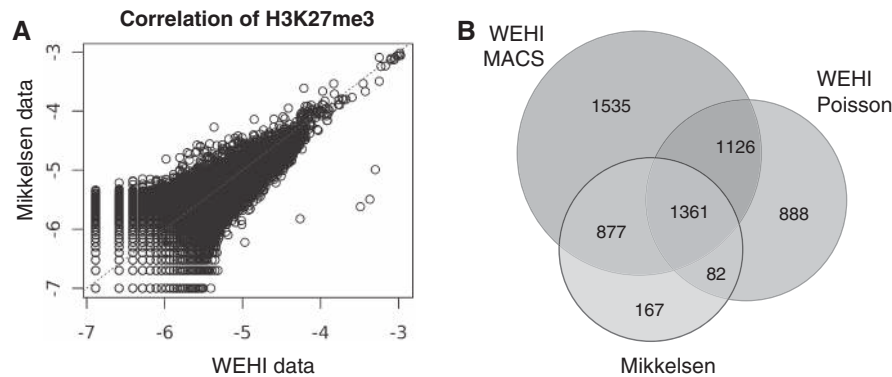 A
Correlation of H3K27me3
Mikkelsen data
-3
-4
-5
-6
-7
-7
-6
-5
-4
-3
WEHI data
B
WEHI
MACS
WEHI
Poisson
1535
1126
1361
877
888
82
167
Mikkelsen